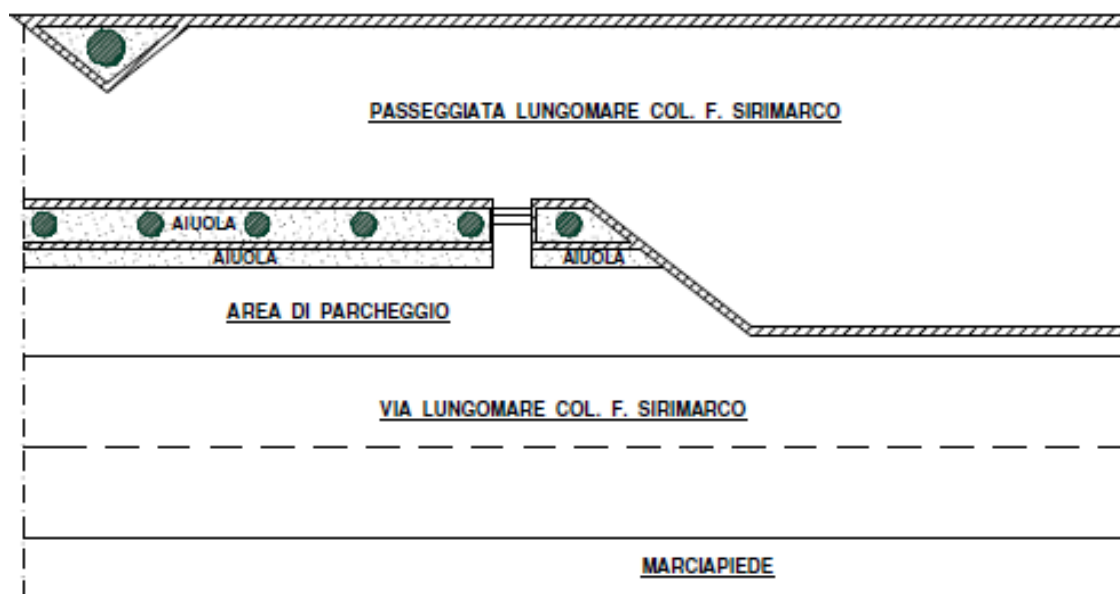 PASSEGGIATA LUNGOMARE COL. F. SIRIMARCO
AIUOLA
AIUOLA
AIUOLA
AREA DI PARCHEGGIO
VIA LUNGOMARE COL. F. SIRIMARCO
MARCIAPIEDE